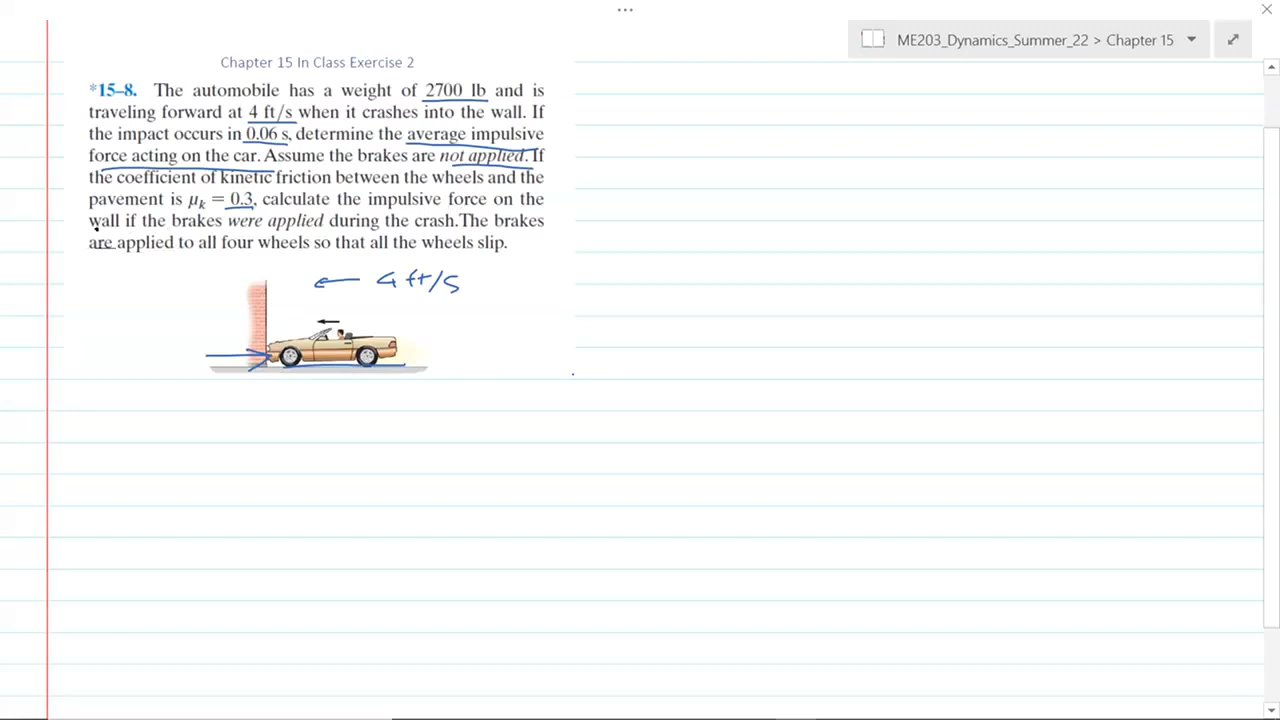 ME203_Dynamics_Summer_22 > Chapter 15
Chapter 15 In Class Exercise 2
*15–8. The automobile has a weight of 2700 lb and is
traveling forward at 4 ft/s when it crashes into the wall. If
the impact occurs in 0.06 s, determine the average impulsive
force acting on the car. Assume the brakes are not applied. If
the coefficient of kinetic friction between the wheels and the
pavement is μk = 0.3, calculate the impulsive force on the
wall if the brakes were applied during the crash.The brakes
are applied to all four wheels so that all the wheels slip.
← 4 ft/s